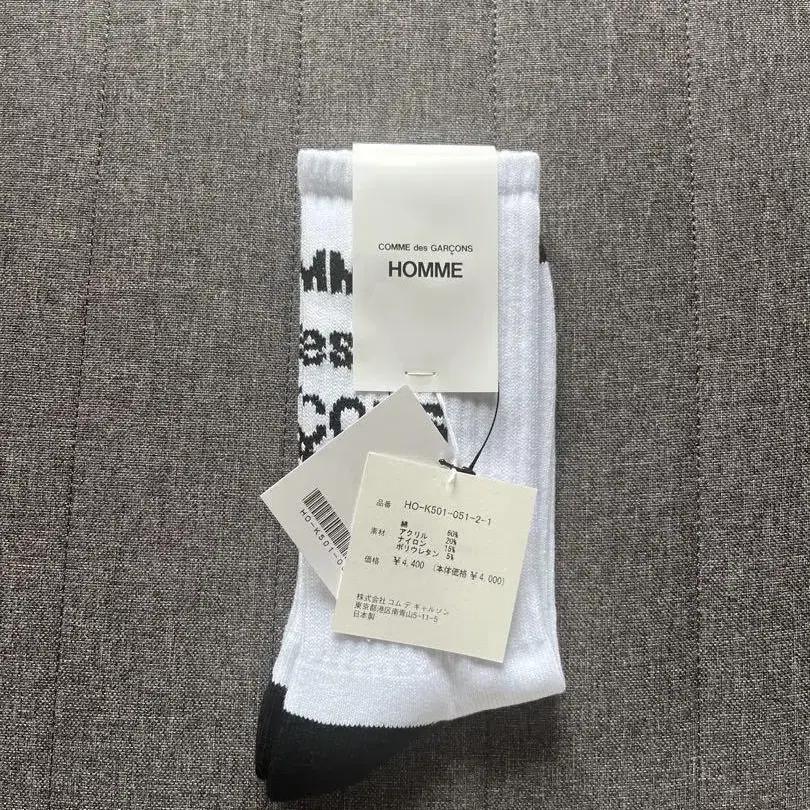 COMME des GARÇONS
HOMME
MM
es
ÇONS
HO-K501-0
品番 HO-K501-051-2-1
素材 綿 60%
アクリル 20%
ナイロン 15%
ポリウレタン 5%
価格 ¥4,400 (本体価格 ¥4,000)
株式会社 コム デ ギャルソン
東京都港区南青山5-11-5
日本製